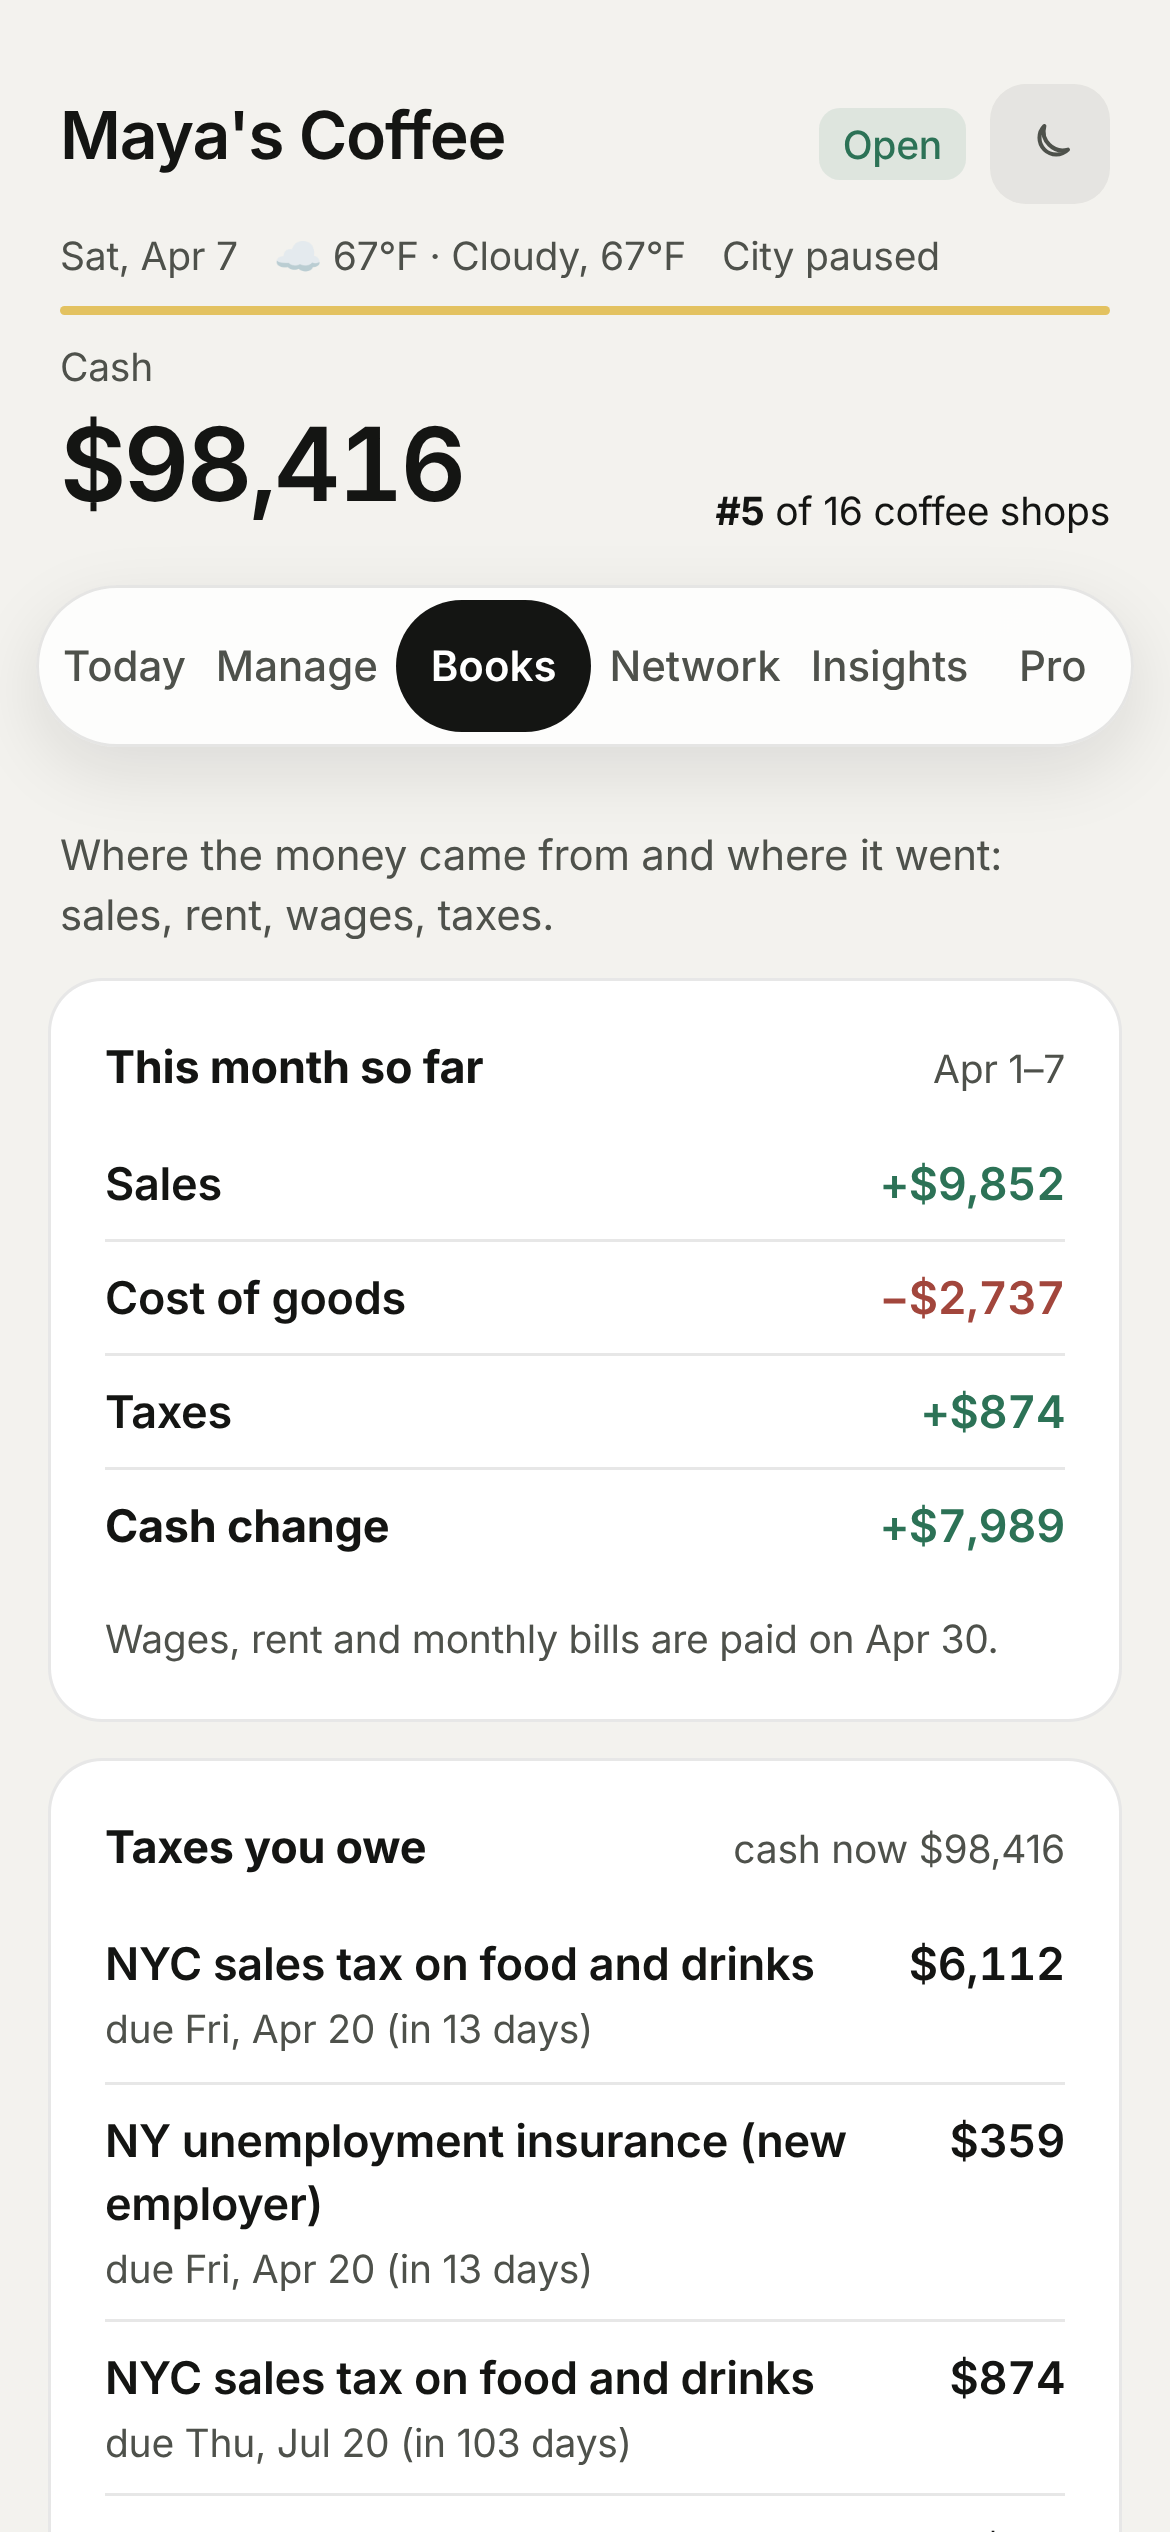 Maya's Coffee
Open
Sat, Apr 7 ☁️ 67°F · Cloudy, 67°F City paused
Cash
$98,416
#5 of 16 coffee shops
Today Manage Books Network Insights Pro
Where the money came from and where it went:
sales, rent, wages, taxes.
This month so far Apr 1–7
Sales +$9,852
Cost of goods −$2,737
Taxes +$874
Cash change +$7,989
Wages, rent and monthly bills are paid on Apr 30.
Taxes you owe cash now $98,416
NYC sales tax on food and drinks $6,112
due Fri, Apr 20 (in 13 days)
NY unemployment insurance (new $359
employer)
due Fri, Apr 20 (in 13 days)
NYC sales tax on food and drinks $874
due Thu, Jul 20 (in 103 days)